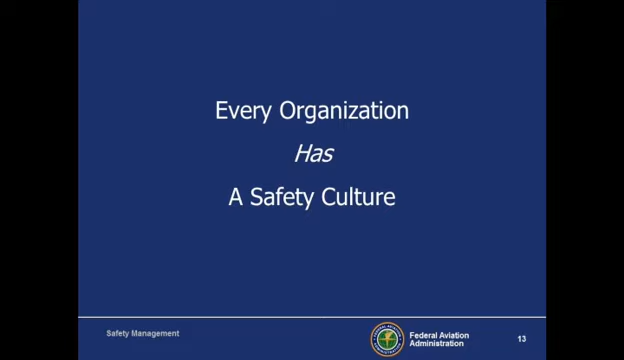 Every Organization
Has
A Safety Culture
Safety Management
Federal Aviation
Administration
13